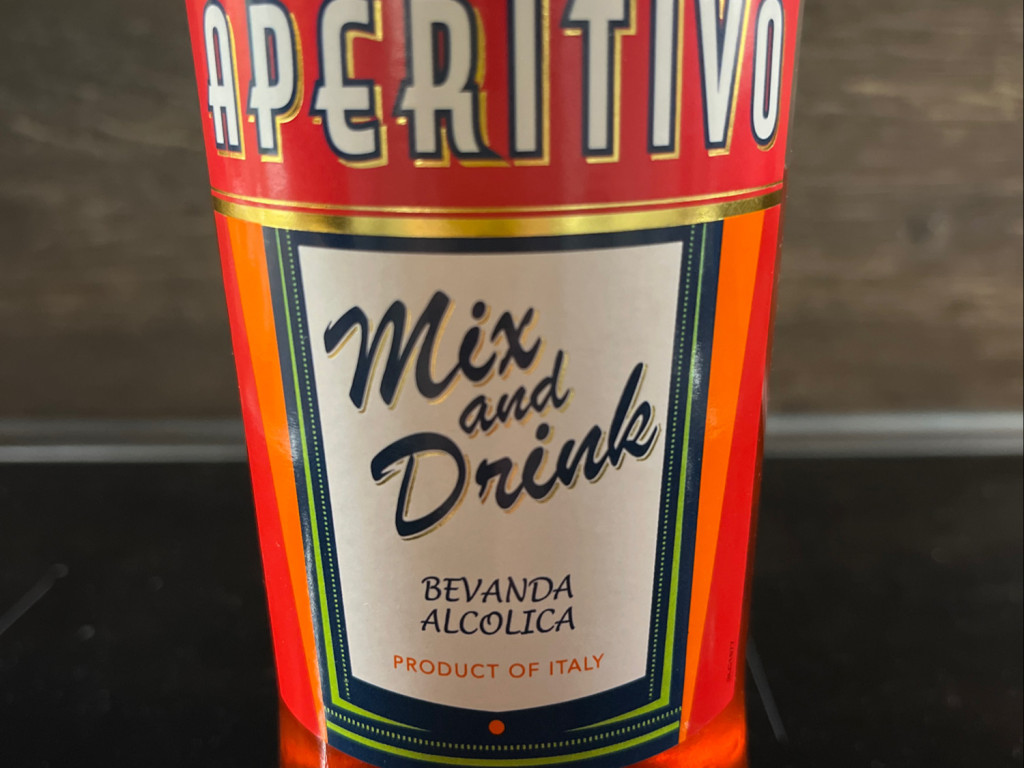 APERITIVO
Mix
and
Drink
BEVANDA
ALCOLICA
PRODUCT OF ITALY